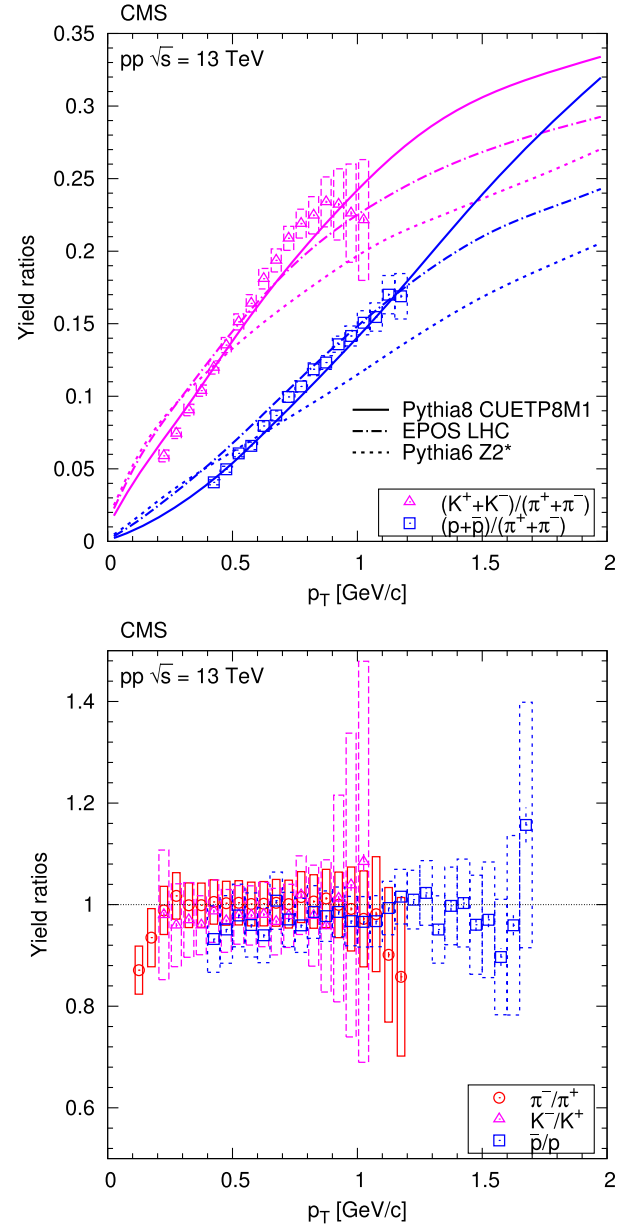 CMS
pp √s = 13 TeV
0.35
0.3
0.25
0.2
0.15
0.1
0.05
0
Yield ratios
Pythia8 CUETP8M1
EPOS LHC
Pythia6 Z2*
(K⁺+K⁻)/(π⁺+π⁻)
(p+p̄)/(π⁺+π⁻)
0 0.5 1 1.5 2
p_T [GeV/c]
CMS
pp √s = 13 TeV
1.4
1.2
1
0.8
0.6
Yield ratios
π⁻/π⁺
K⁻/K⁺
p̄/p
0 0.5 1 1.5 2
p_T [GeV/c]